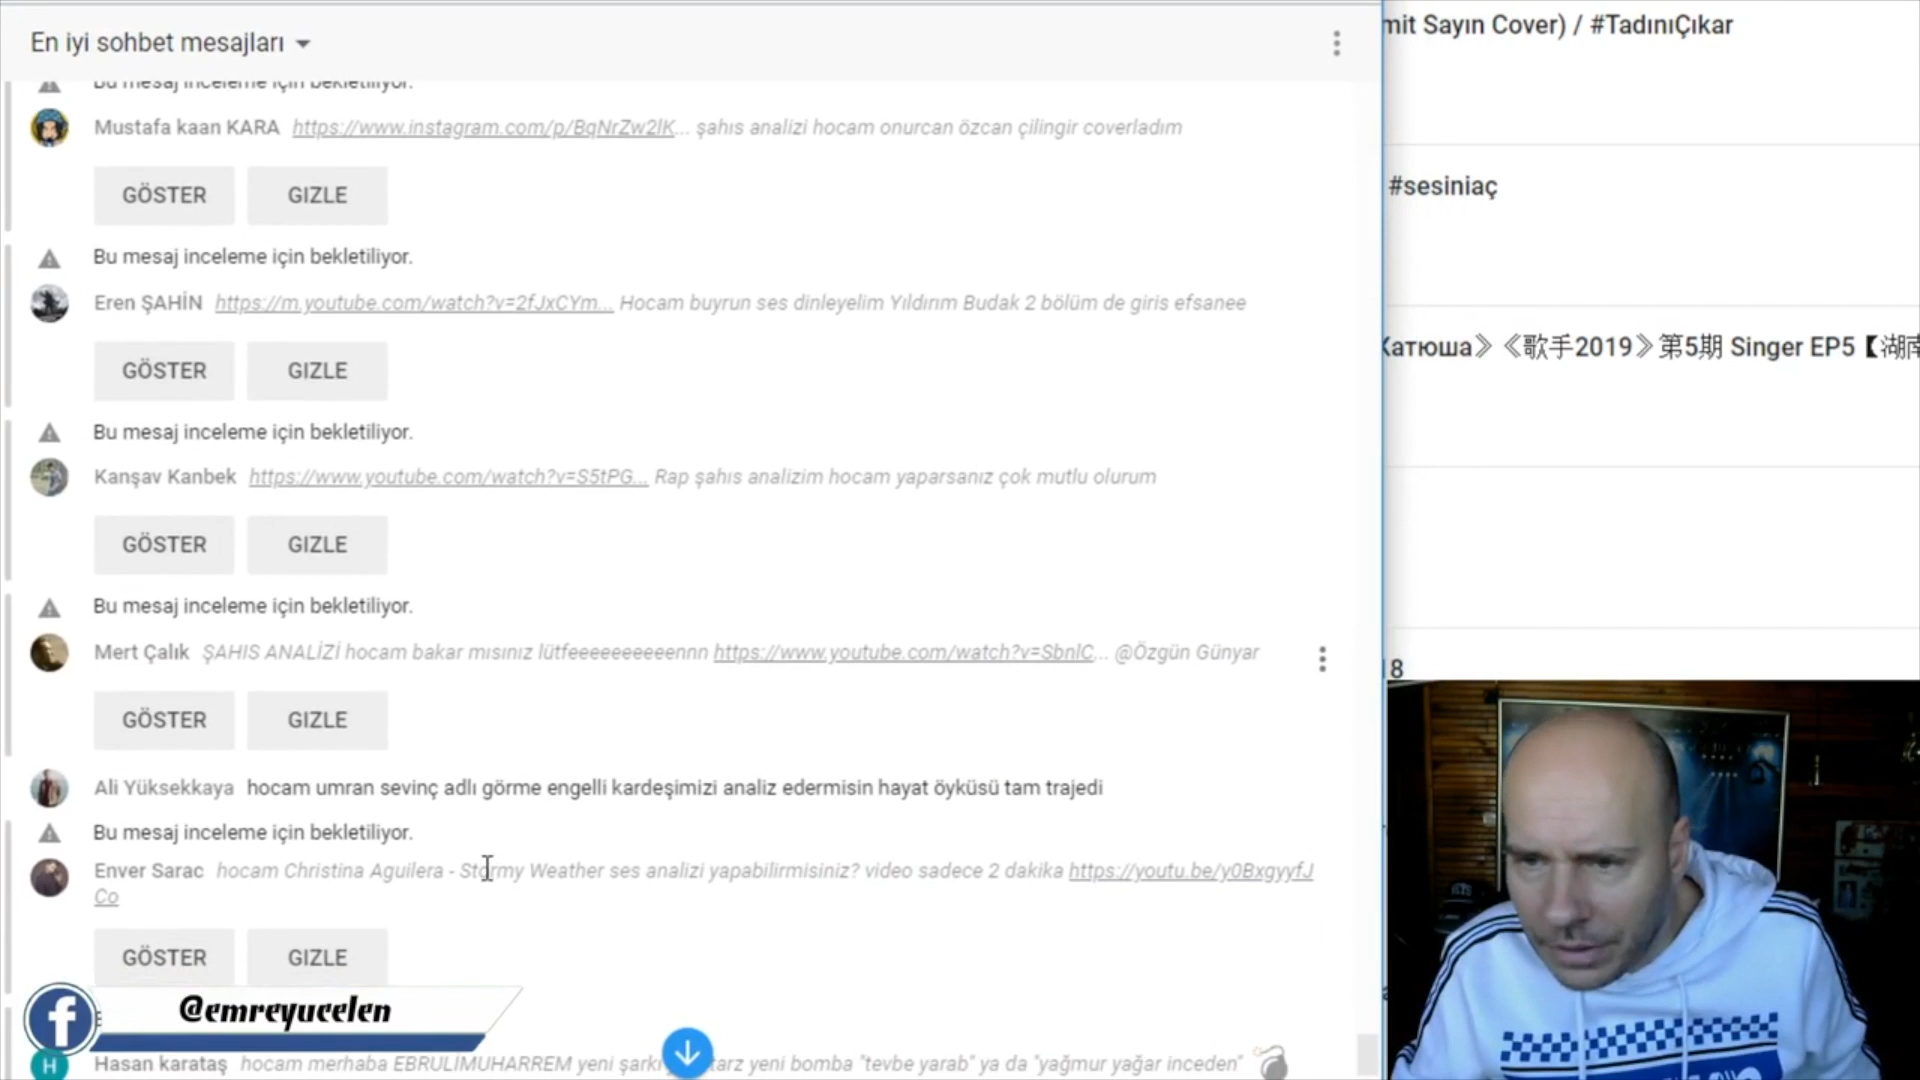 En iyi sohbet mesajları
mit Sayın Cover) / #TadınıÇıkar
Bu mesaj inceleme için bekletiliyor.
Mustafa kaan KARA https://www.instagram.com/p/BqNrZw2lK... şahıs analizi hocam onurcan özcan çilingir coverladım
GÖSTER GIZLE
#sesiniaç
Bu mesaj inceleme için bekletiliyor.
Eren ŞAHİN https://m.youtube.com/watch?v=2fJxCYm... Hocam buyrun ses dinleyelim Yıldırım Budak 2 bölüm de giris efsanee
Катюша》《歌手2019》第5期 Singer EP5【湖南
GÖSTER GIZLE
Bu mesaj inceleme için bekletiliyor.
Kanşav Kanbek https://www.youtube.com/watch?v=S5tPG... Rap şahıs analizim hocam yaparsanız çok mutlu olurum
GÖSTER GIZLE
Bu mesaj inceleme için bekletiliyor.
Mert Çalık ŞAHIS ANALİZİ hocam bakar mısınız lütfeeeeeeeeeennn https://www.youtube.com/watch?v=SbnlC... @Özgün Günyar
18
GÖSTER GIZLE
Ali Yüksekkaya hocam umran sevinç adlı görme engelli kardeşimizi analiz edermisin hayat öyküsü tam trajedi
Bu mesaj inceleme için bekletiliyor.
Enver Sarac hocam Christina Aguilera - Stormy Weather ses analizi yapabilirmisiniz? video sadece 2 dakika https://youtu.be/y0BxgyyfJ
Co
GÖSTER GIZLE
f @emreyucelen
H Hasan karataş hocam merhaba EBRULIMUHARREM yeni şarkı tarz yeni bomba "tevbe yarab" ya da "yağmur yağar inceden"